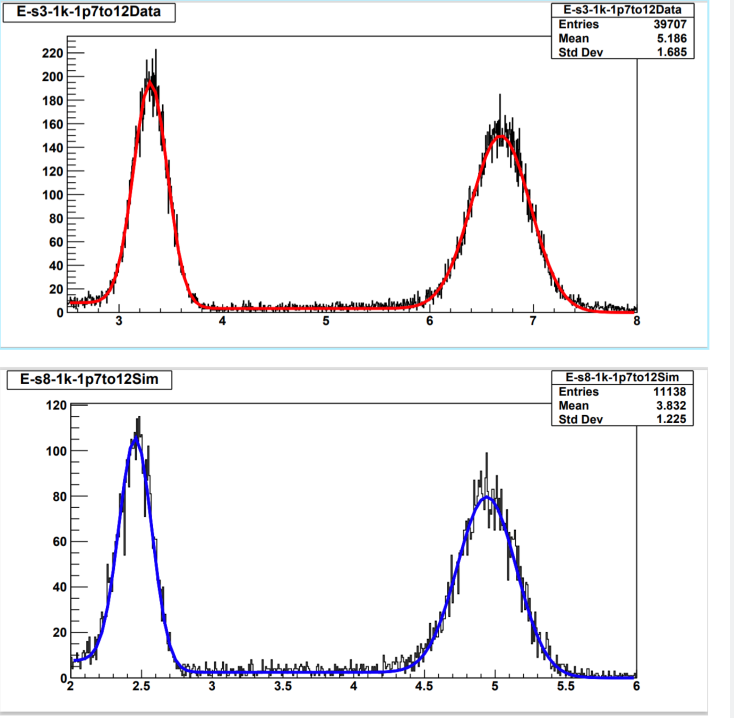 E-s3-1k-1p7to12Data
E-s3-1k-1p7to12Data
Entries 39707
Mean 5.186
Std Dev 1.685
220
200
180
160
140
120
100
80
60
40
20
0
3 4 5 6 7 8
E-s8-1k-1p7to12Sim
E-s8-1k-1p7to12Sim
Entries 11138
Mean 3.832
Std Dev 1.225
120
100
80
60
40
20
0
2 2.5 3 3.5 4 4.5 5 5.5 6